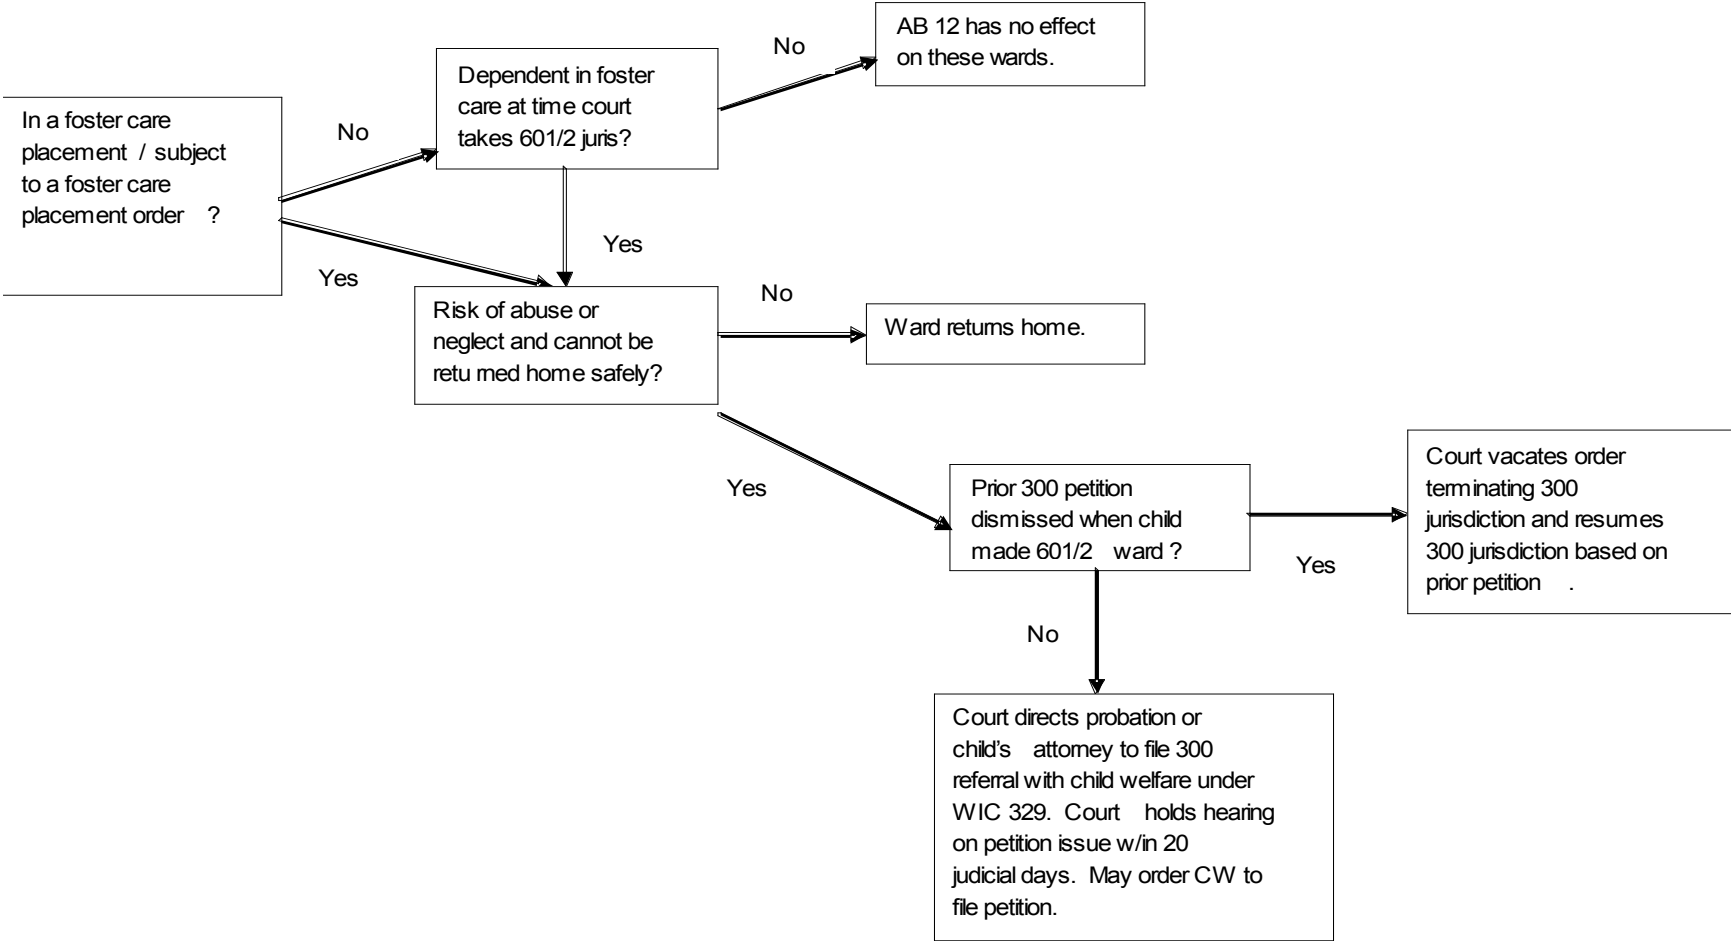 In a foster care
placement / subject
to a foster care
placement order ?
No
Yes
Dependent in foster
care at time court
takes 601/2 juris?
No
AB 12 has no effect
on these wards.
Yes
Risk of abuse or
neglect and cannot be
returned home safely?
No
Ward returns home.
Yes
Prior 300 petition
dismissed when child
made 601/2 ward ?
Yes
Court vacates order
terminating 300
jurisdiction and resumes
300 jurisdiction based on
prior petition .
No
Court directs probation or
child’s attorney to file 300
referral with child welfare under
WIC 329. Court holds hearing
on petition issue w/in 20
judicial days. May order CW to
file petition.